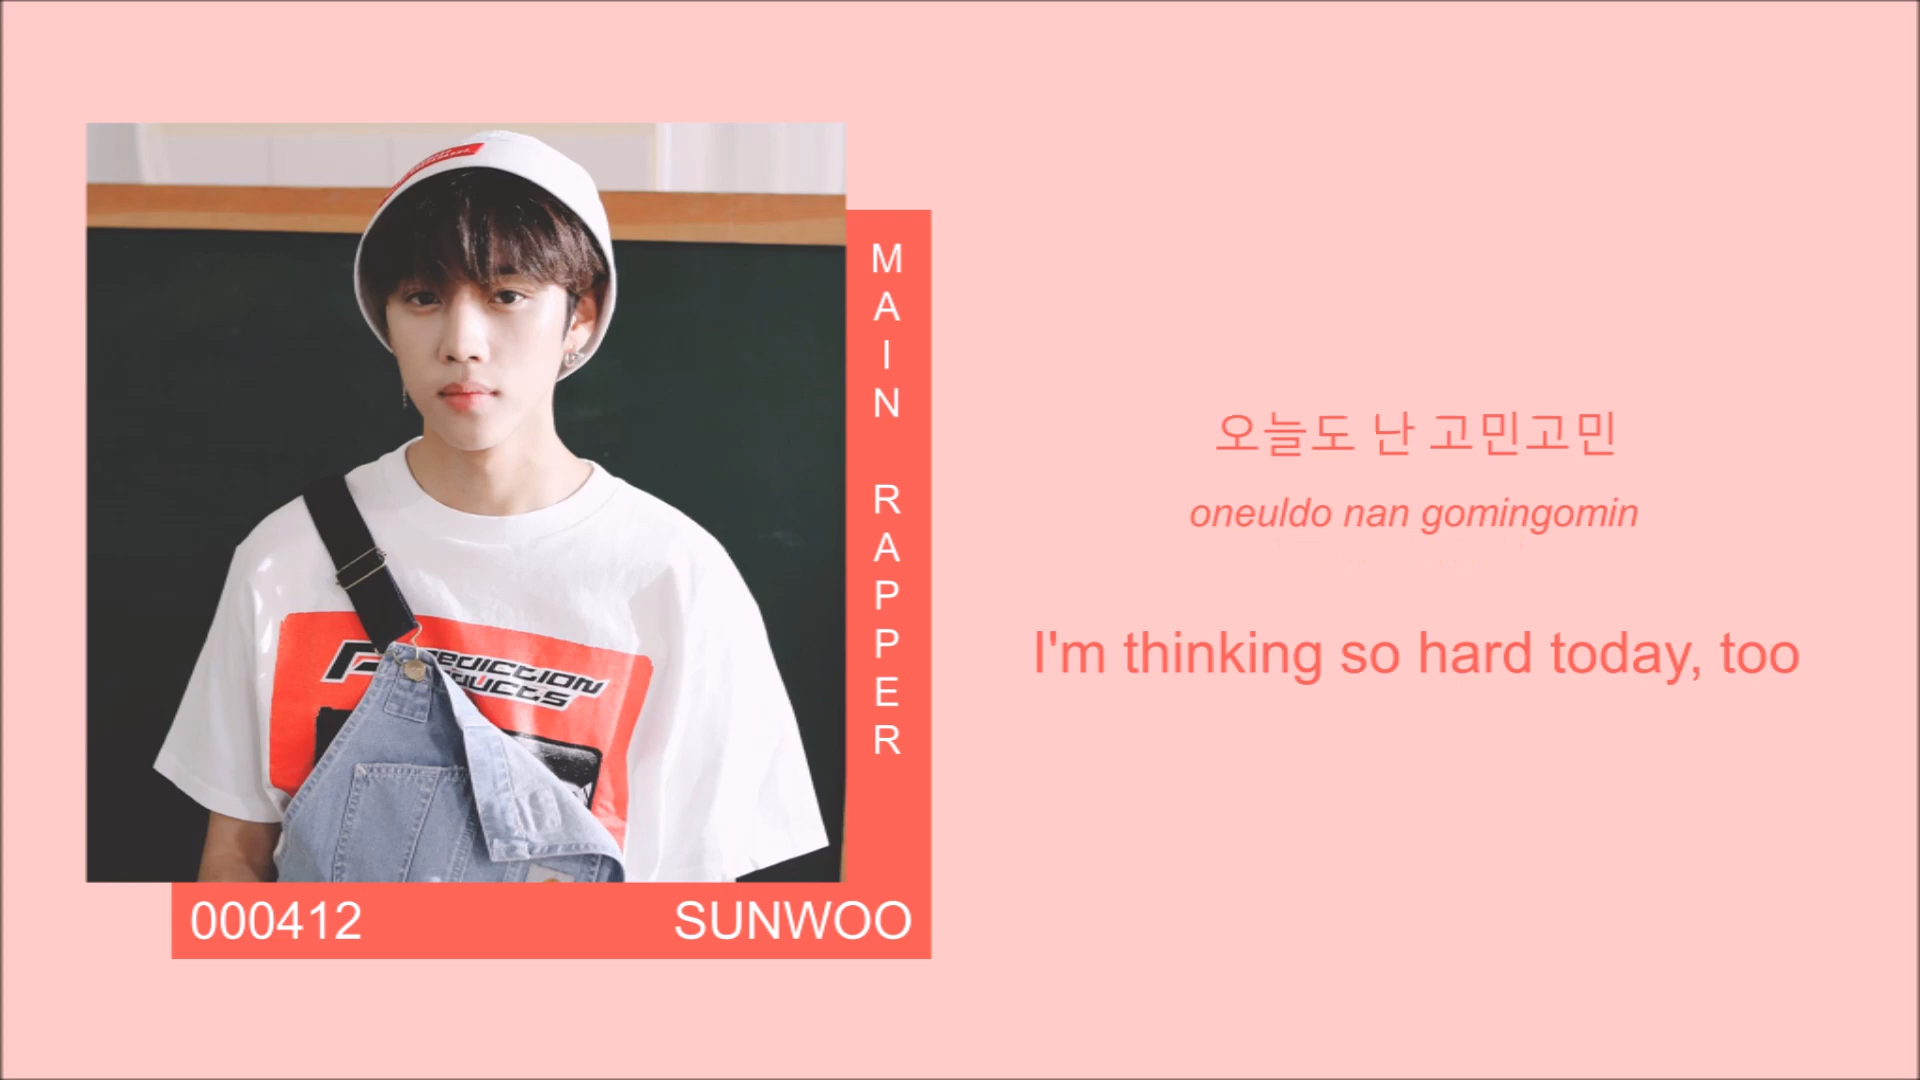 MAIN RAPPER
오늘도 난 고민고민
oneuldo nan gomingomin
I'm thinking so hard today, too
000412
SUNWOO